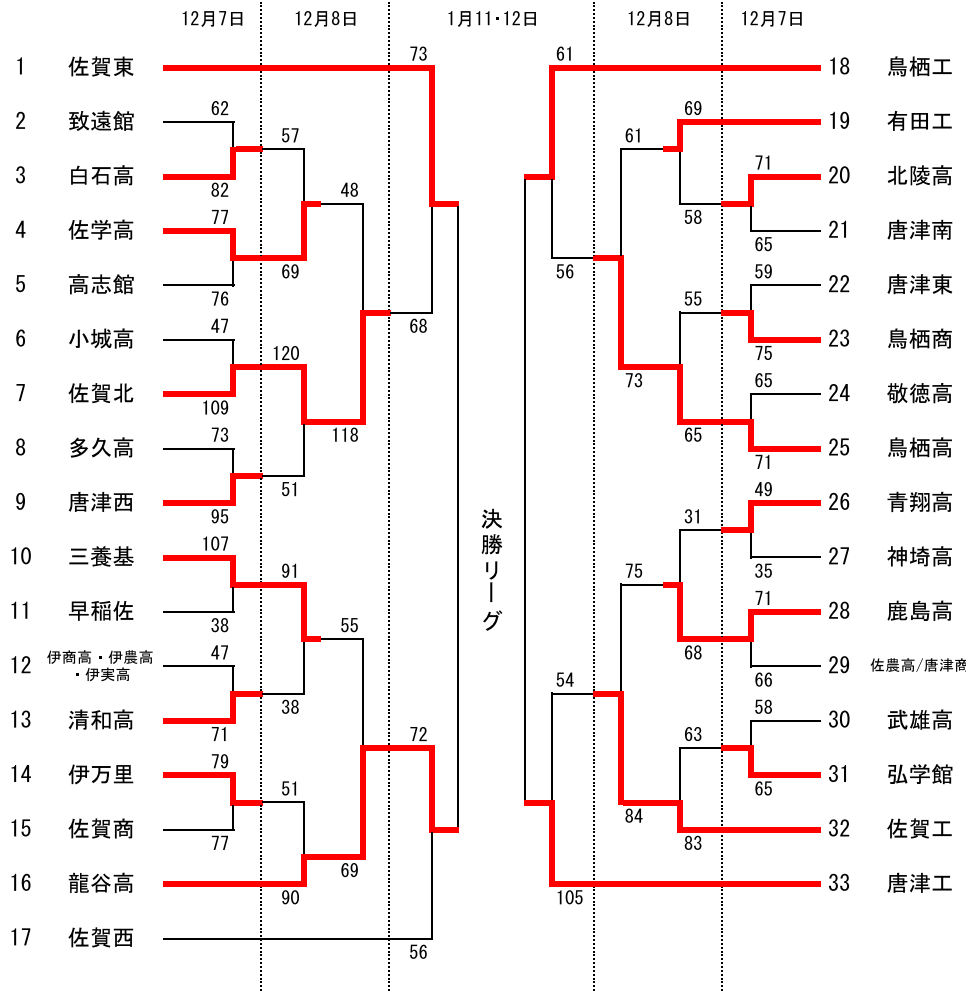 12月7日 12月8日 1月11・12日 12月8日 12月7日
1 佐賀東 73 61 18 鳥栖工
2 致遠館 62 57 61 69 19 有田工
3 白石高 82 48 71 20 北陵高
4 佐学高 77 69 58 65 21 唐津南
5 高志館 76 68 56 55 59 22 唐津東
6 小城高 47 120 75 23 鳥栖商
7 佐賀北 109 118 73 65 65 24 敬徳高
8 多久高 73 51 71 25 鳥栖高
9 唐津西 95 49 26 青翔高
決勝リーグ
10 三養基 107 91 75 31 35 27 神埼高
11 早稲佐 38 55 71 28 鹿島高
12 伊商高・伊農高
・伊実高
47 38 54 68 66 29 佐農高/唐津商
13 清和高 71 72 63 58 30 武雄高
14 伊万里 79 51 65 31 弘学館
15 佐賀商 77 69 84 83 32 佐賀工
16 龍谷高 90 105 33 唐津工
17 佐賀西 56